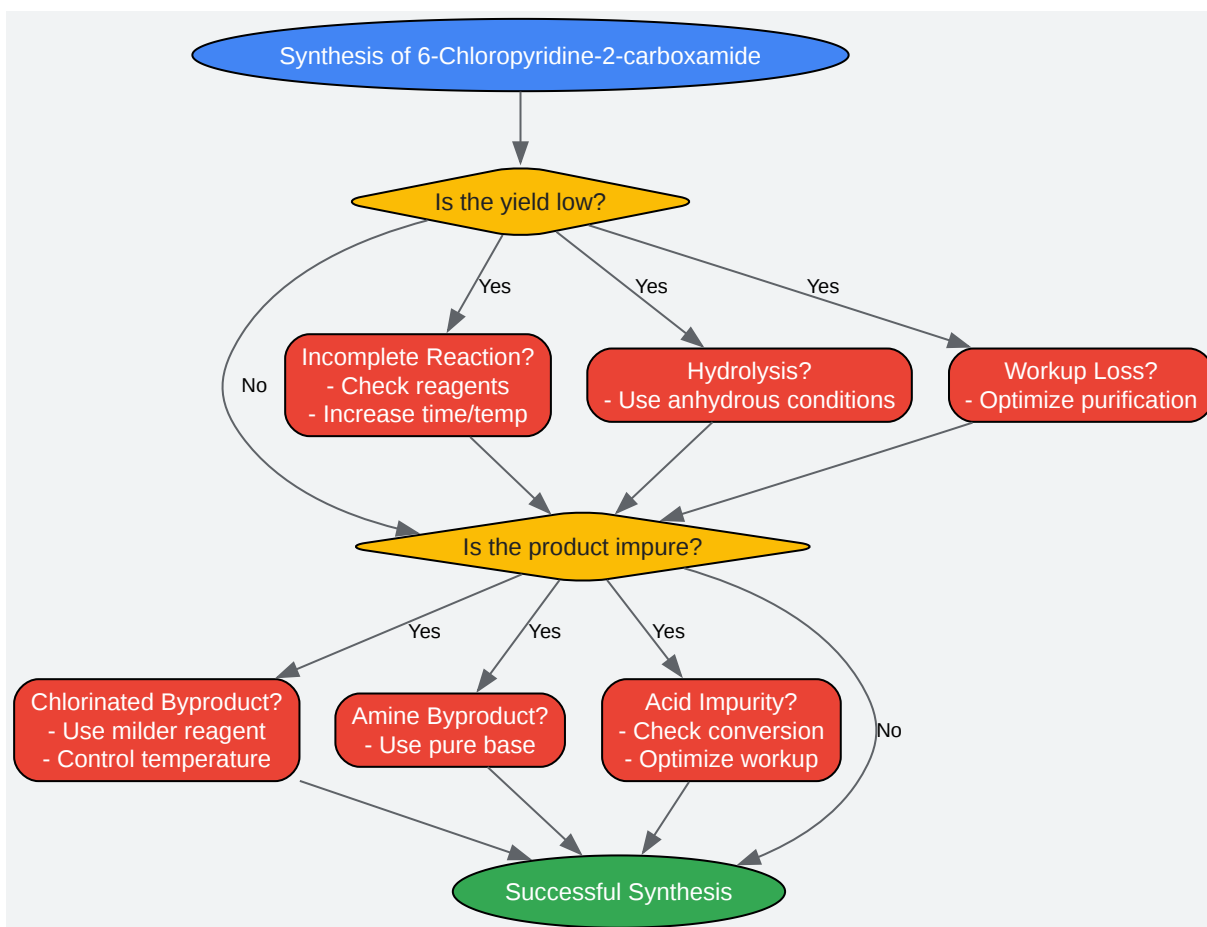 Synthesis of 6-Chloropyridine-2-carboxamide
Is the yield low?
Yes
Yes
Yes
No
Incomplete Reaction?
- Check reagents
- Increase time/temp
Hydrolysis?
- Use anhydrous conditions
Workup Loss?
- Optimize purification
Is the product impure?
Yes
Yes
Yes
No
Chlorinated Byproduct?
- Use milder reagent
- Control temperature
Amine Byproduct?
- Use pure base
Acid Impurity?
- Check conversion
- Optimize workup
Successful Synthesis